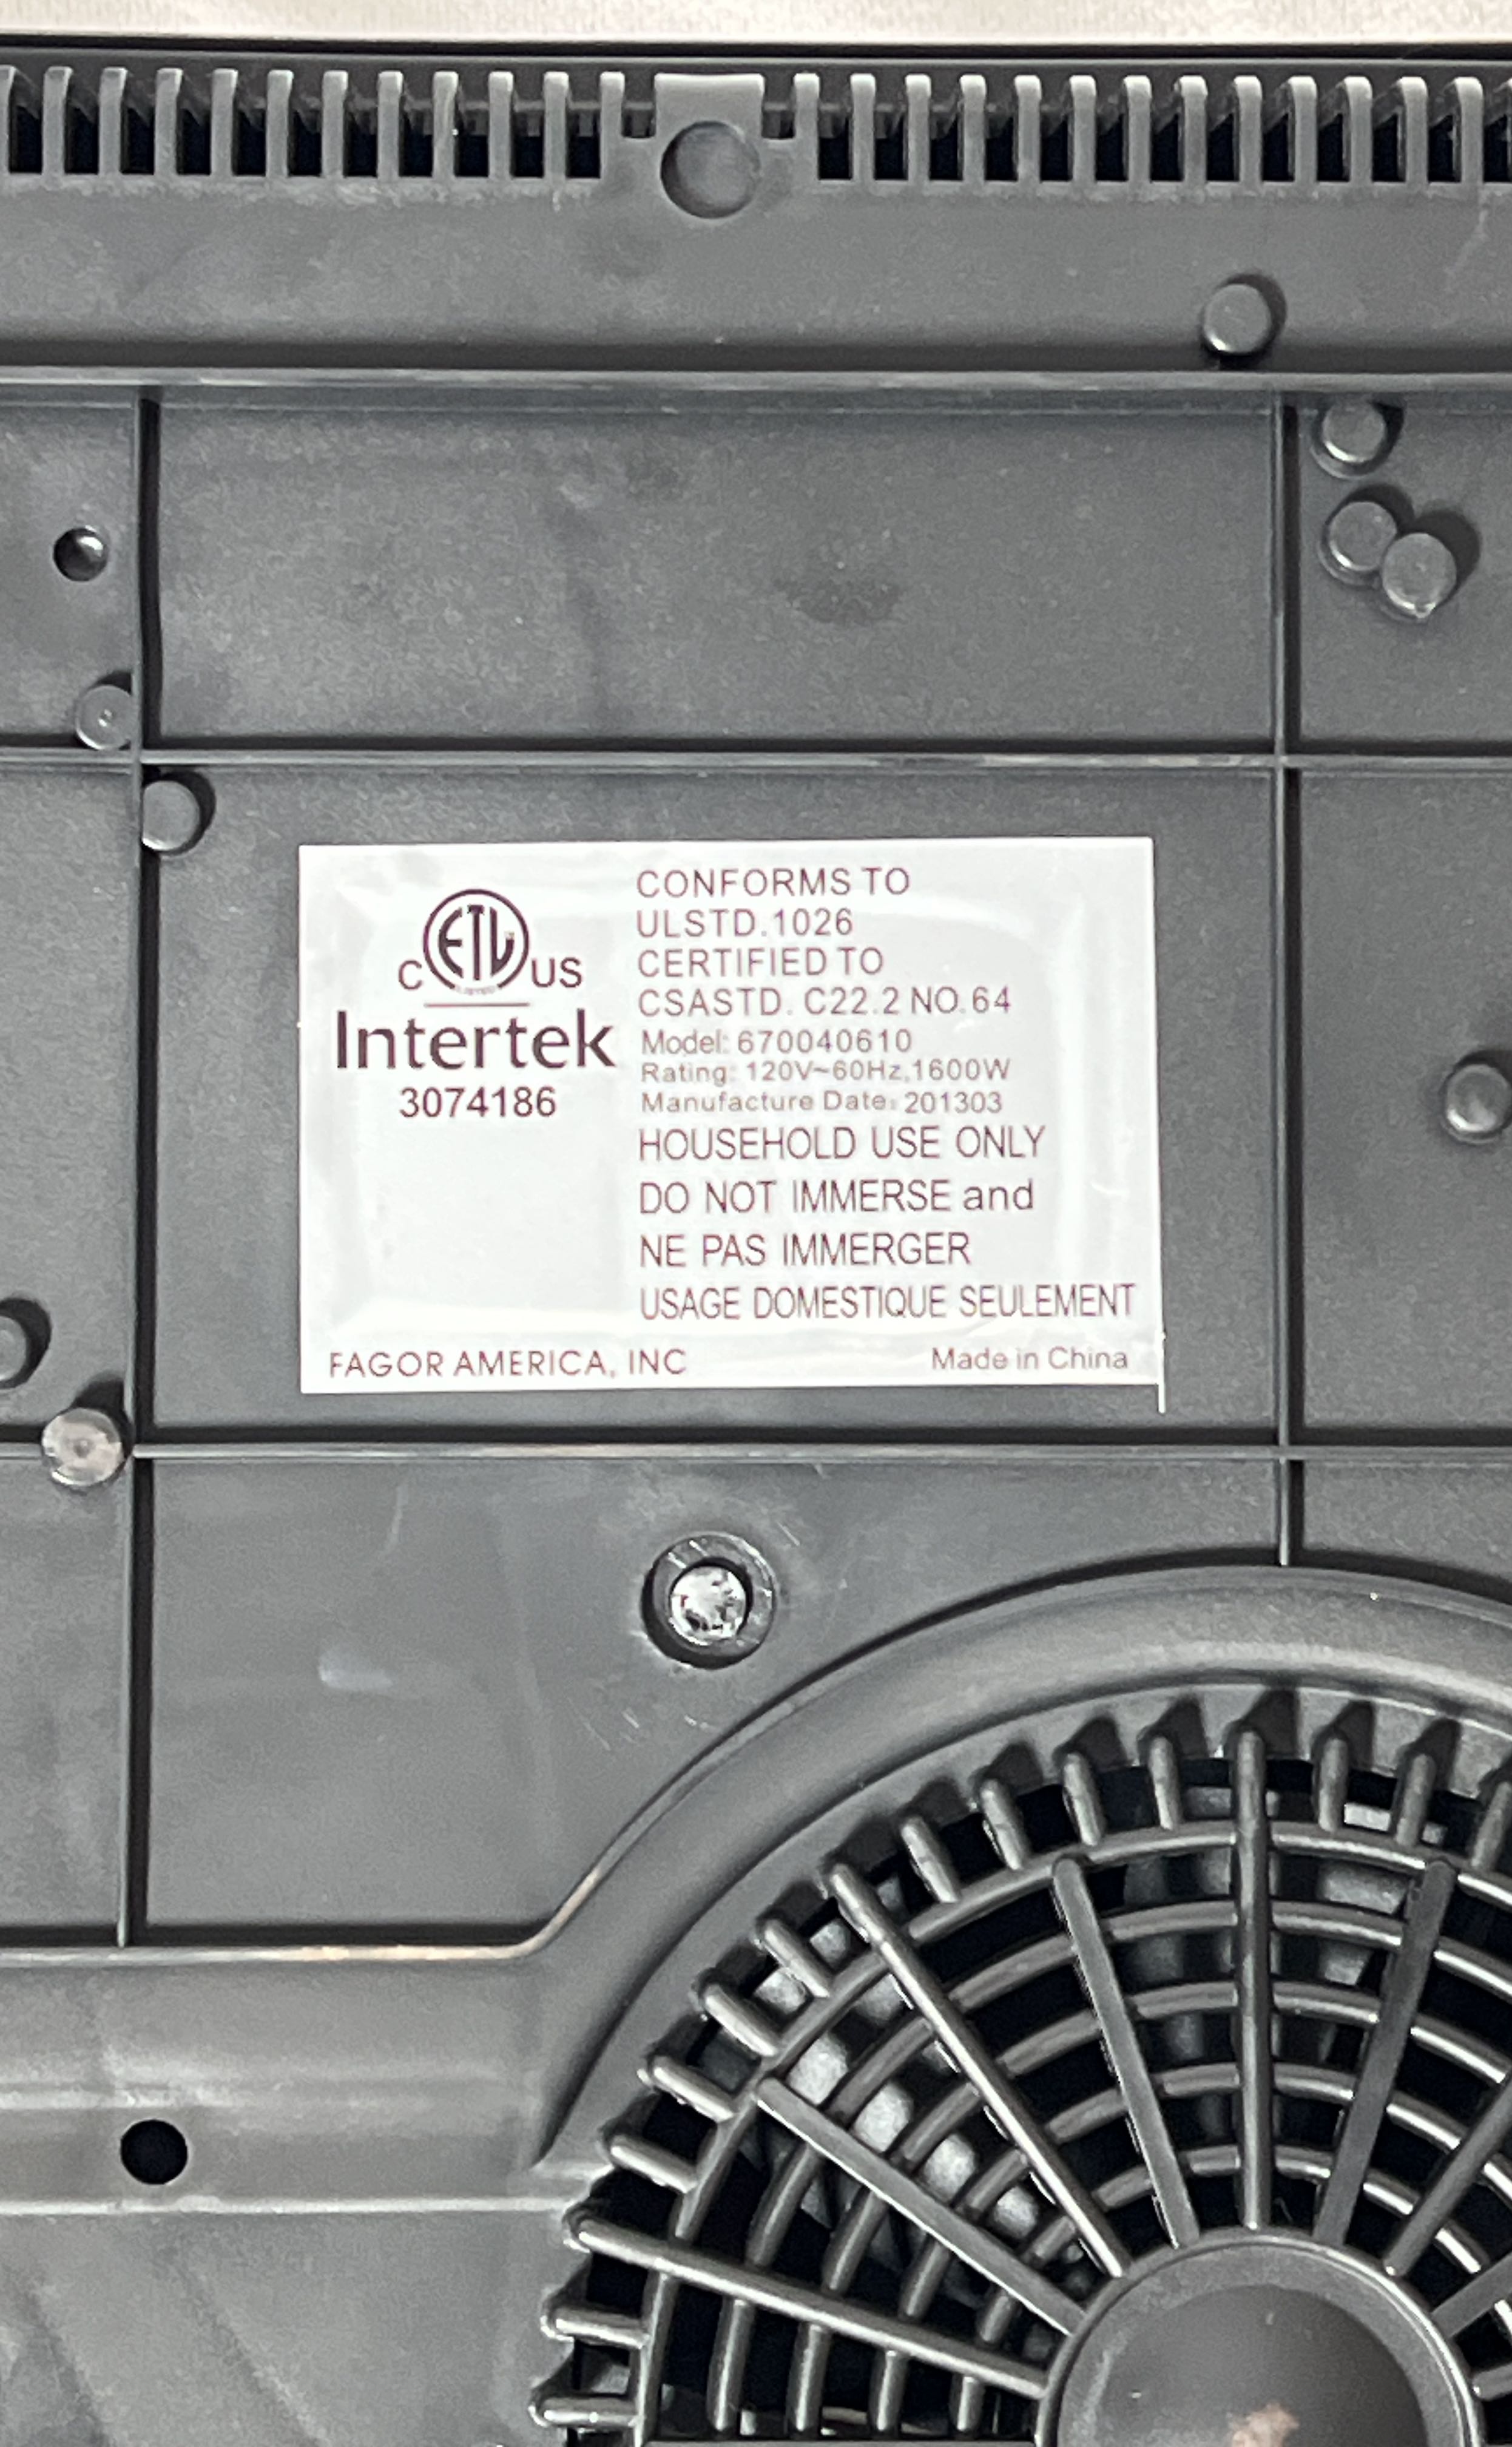 C ETL US
LISTED
Intertek
3074186
CONFORMS TO
ULSTD.1026
CERTIFIED TO
CSASTD. C22.2 NO.64
Model: 670040610
Rating: 120V~60Hz,1600W
Manufacture Date: 201303
HOUSEHOLD USE ONLY
DO NOT IMMERSE and
NE PAS IMMERGER
USAGE DOMESTIQUE SEULEMENT
FAGOR AMERICA, INC
Made in China